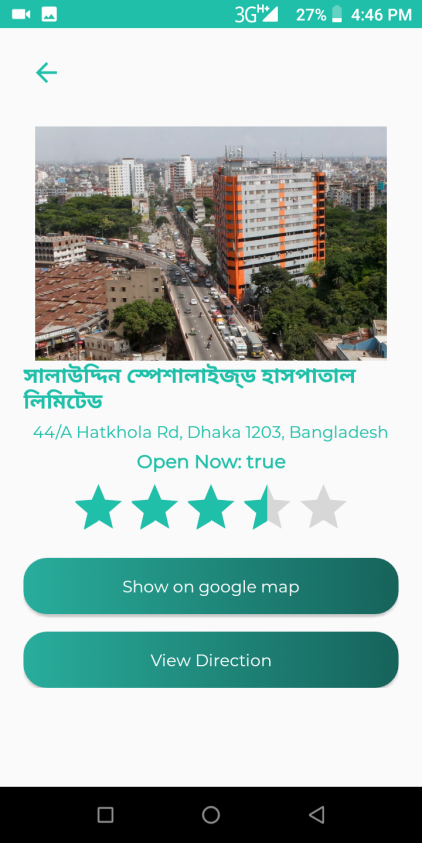 3G H+ 27% 4:46 PM
সালাউদ্দিন স্পেশালাইজ্ড হাসপাতাল
লিমিটেড
44/A Hatkhola Rd, Dhaka 1203, Bangladesh
Open Now: true
Show on google map
View Direction